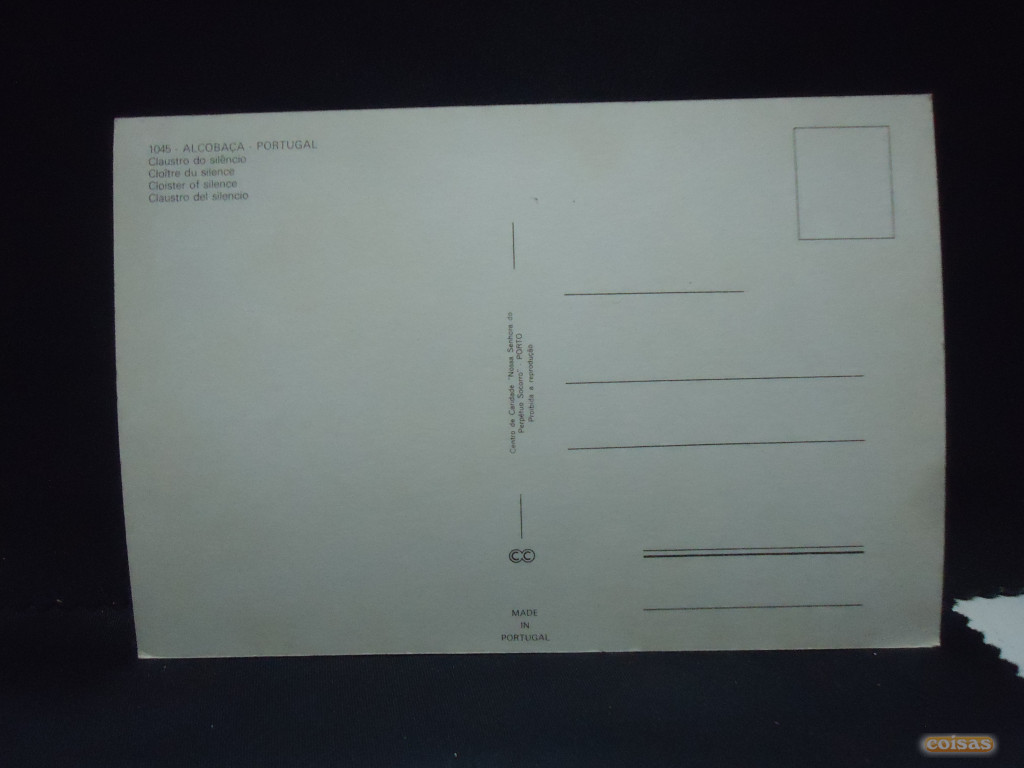 1045 - ALCOBAÇA - PORTUGAL
Claustro do silêncio
Cloître du silence
Cloister of silence
Claustro del silencio
Centro de Caridade "Nossa Senhora do
Perpétuo Socorro" PORTO
Proibida a reprodução
CC
MADE
IN
PORTUGAL
coisas